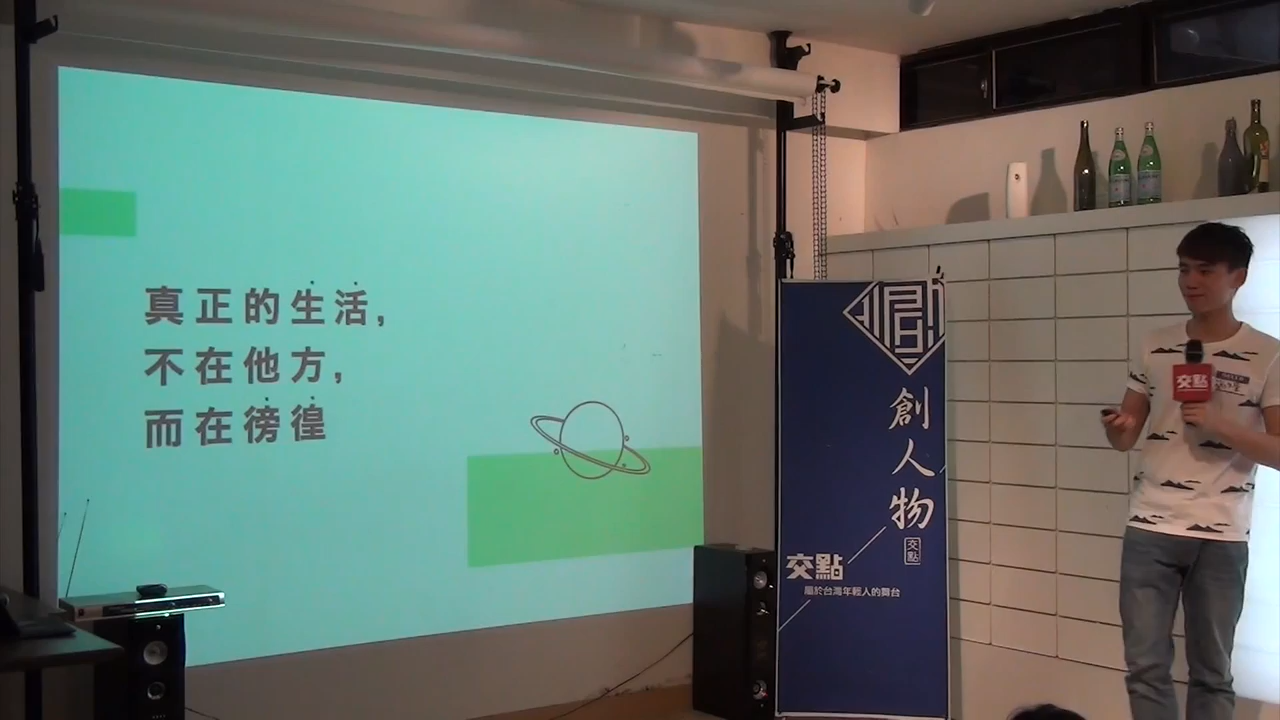 真正的生活,
不在他方,
而在徬徨
創人物
交點
交點
屬於台灣年輕人的舞台
交點